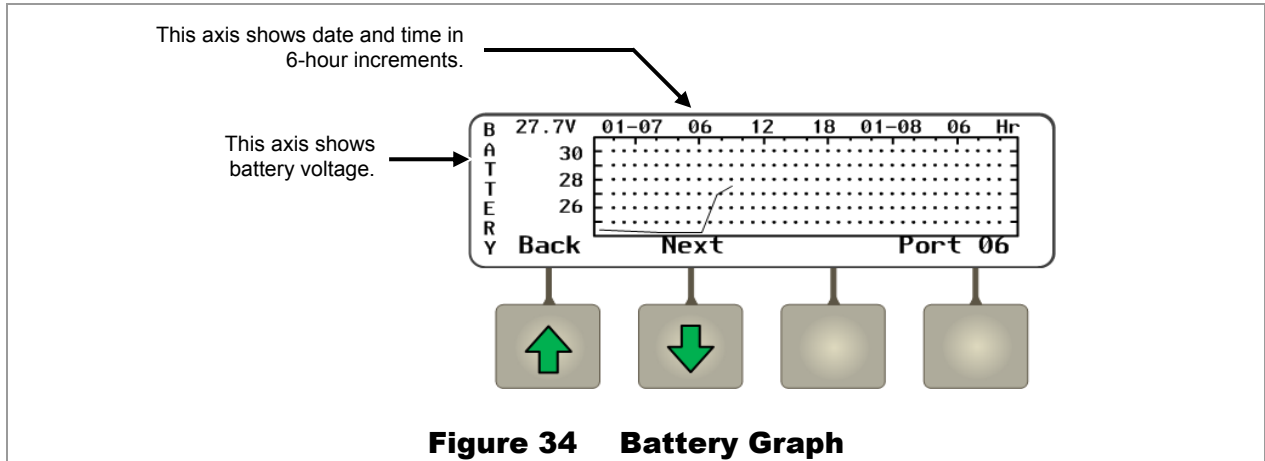 This axis shows date and time in
6-hour increments.
This axis shows
battery voltage.
BATTERY
27.7V 01-07 06 12 18 01-08 06 Hr
30
28
26
Back Next Port 06
Figure 34 Battery Graph